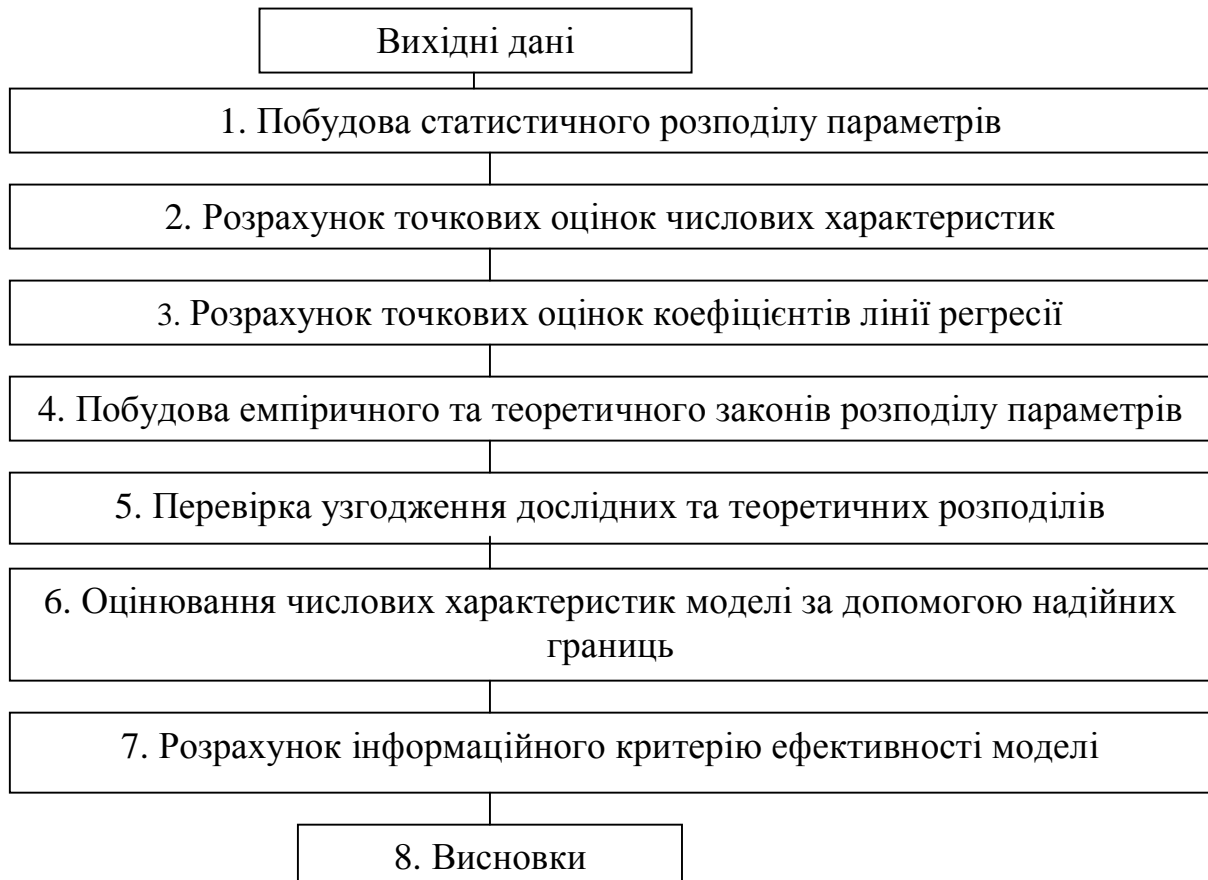 Вихідні дані
1. Побудова статистичного розподілу параметрів
2. Розрахунок точкових оцінок числових характеристик
3. Розрахунок точкових оцінок коефіцієнтів лінії регресії
4. Побудова емпіричного та теоретичного законів розподілу параметрів
5. Перевірка узгодження дослідних та теоретичних розподілів
6. Оцінювання числових характеристик моделі за допомогою надійних
границь
7. Розрахунок інформаційного критерію ефективності моделі
8. Висновки